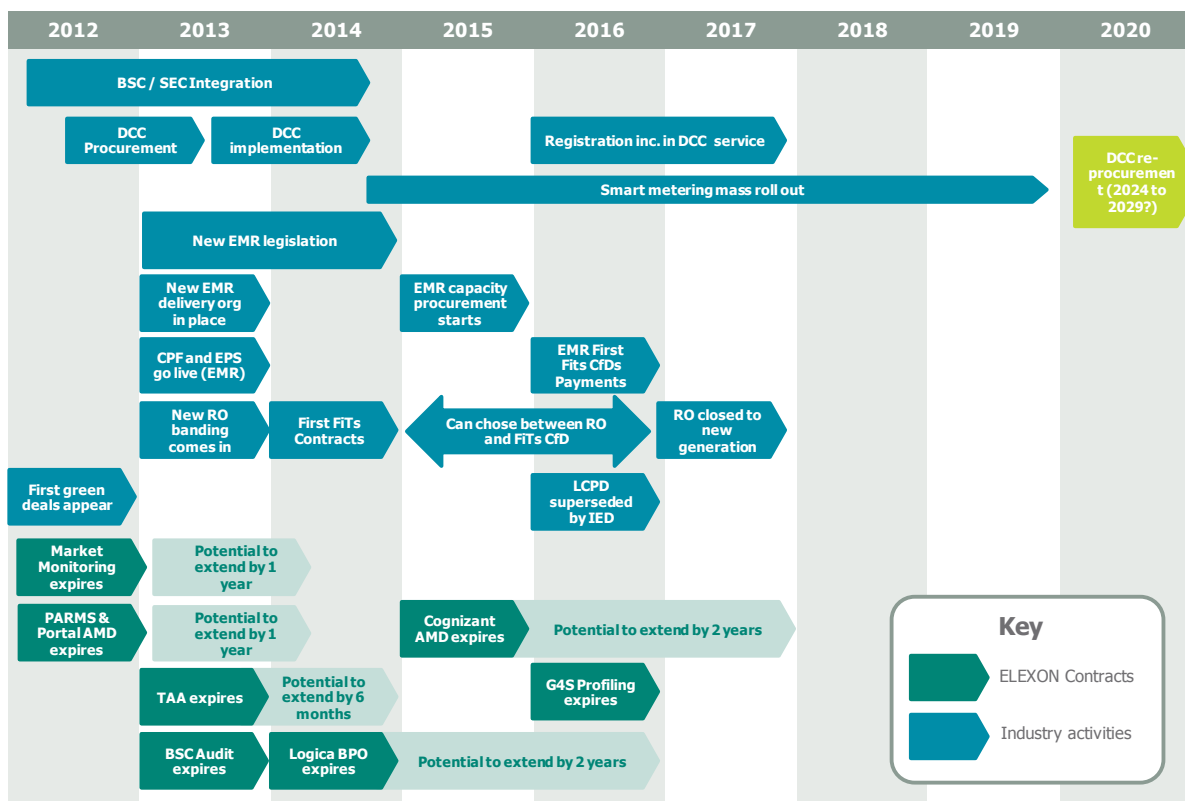 2012 2013 2014 2015 2016 2017 2018 2019 2020
BSC / SEC Integration
DCC
Procurement
DCC
implementation
Registration inc. in DCC service
DCC re-
procuremen
t (2024 to
2029?)
Smart metering mass roll out
New EMR legislation
New EMR
delivery org
in place
EMR capacity
procurement
starts
CPF and EPS
go live (EMR)
EMR First
Fits CfDs
Payments
New RO
banding
comes in
First FiTs
Contracts
Can chose between RO
and FiTs CfD
RO closed to
new
generation
First green
deals appear
LCPD
superseded
by IED
Market
Monitoring
expires
Potential to
extend by 1
year
PARMS &
Portal AMD
expires
Potential to
extend by 1
year
Cognizant
AMD expires
Potential to extend by 2 years
TAA expires
Potential to
extend by 6
months
G4S Profiling
expires
BSC Audit
expires
Logica BPO
expires
Potential to extend by 2 years
Key
ELEXON Contracts
Industry activities